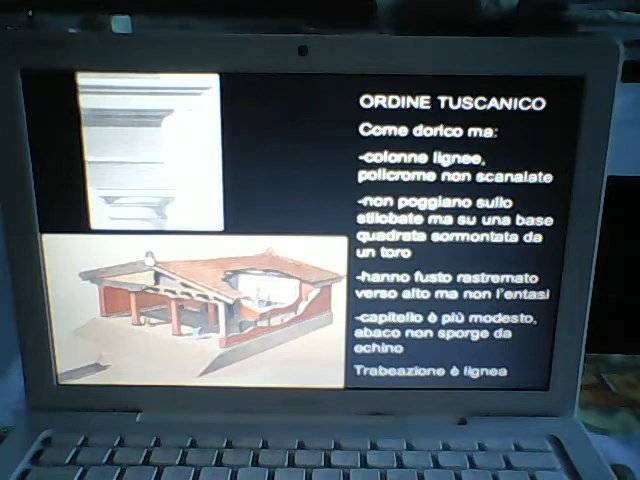 ORDINE TUSCANICO
Come dorico ma:
-colonne lignee,
policrome non scanalate
-non poggiano sullo
stilobate ma su una base
quadrata sormontata da
un toro
-hanno fusto rastremato
verso alto ma non l'entasi
-capitello è più modesto,
abaco non sporge da
echino
Trabeazione è lignea